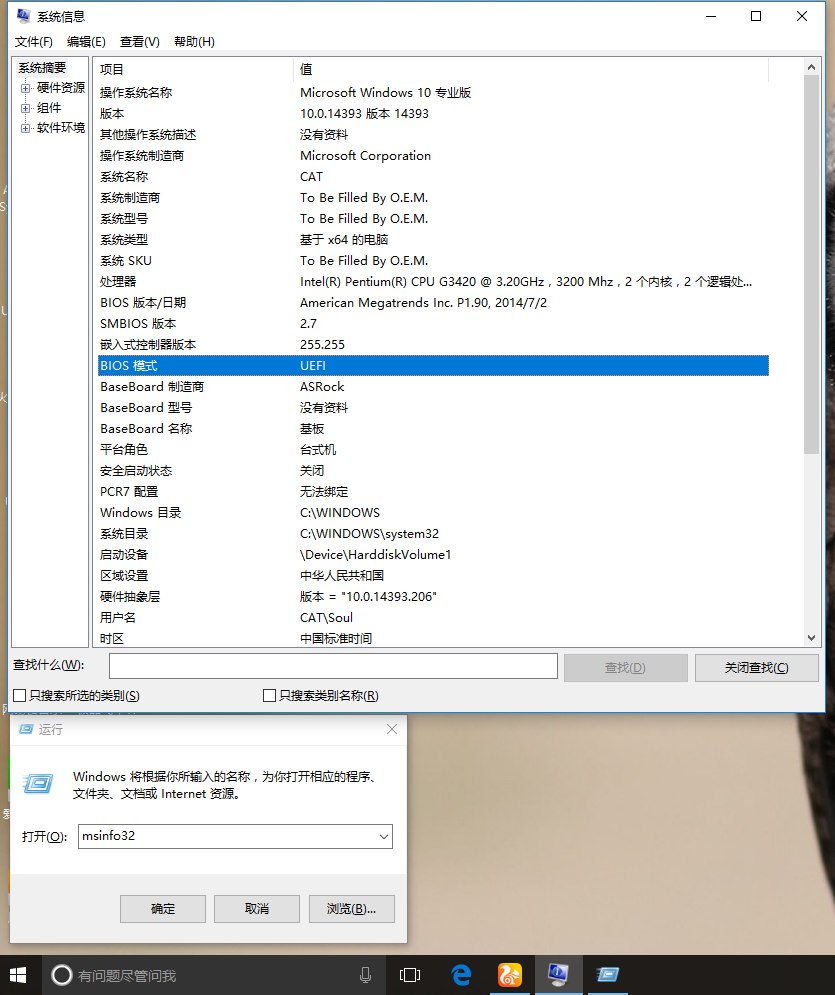 系统信息
文件(F) 编辑(E) 查看(V) 帮助(H)
系统摘要
硬件资源
组件
软件环境
项目 值
操作系统名称 Microsoft Windows 10 专业版
版本 10.0.14393 版本 14393
其他操作系统描述 没有资料
操作系统制造商 Microsoft Corporation
系统名称 CAT
系统制造商 To Be Filled By O.E.M.
系统型号 To Be Filled By O.E.M.
系统类型 基于 x64 的电脑
系统 SKU To Be Filled By O.E.M.
处理器 Intel(R) Pentium(R) CPU G3420 @ 3.20GHz，3200 Mhz，2 个内核，2 个逻辑处...
BIOS 版本/日期 American Megatrends Inc. P1.90, 2014/7/2
SMBIOS 版本 2.7
嵌入式控制器版本 255.255
BIOS 模式 UEFI
BaseBoard 制造商 ASRock
BaseBoard 型号 没有资料
BaseBoard 名称 基板
平台角色 台式机
安全启动状态 关闭
PCR7 配置 无法绑定
Windows 目录 C:\WINDOWS
系统目录 C:\WINDOWS\system32
启动设备 \Device\HarddiskVolume1
区域设置 中华人民共和国
硬件抽象层 版本 = "10.0.14393.206"
用户名 CAT\Soul
时区 中国标准时间
查找什么(W): 查找(D) 关闭查找(C)
只搜索所选的类别(S) 只搜索类别名称(R)
运行
Windows 将根据你所输入的名称，为你打开相应的程序、
文件夹、文档或 Internet 资源。
打开(O): msinfo32
确定 取消 浏览(B)...
有问题尽管问我